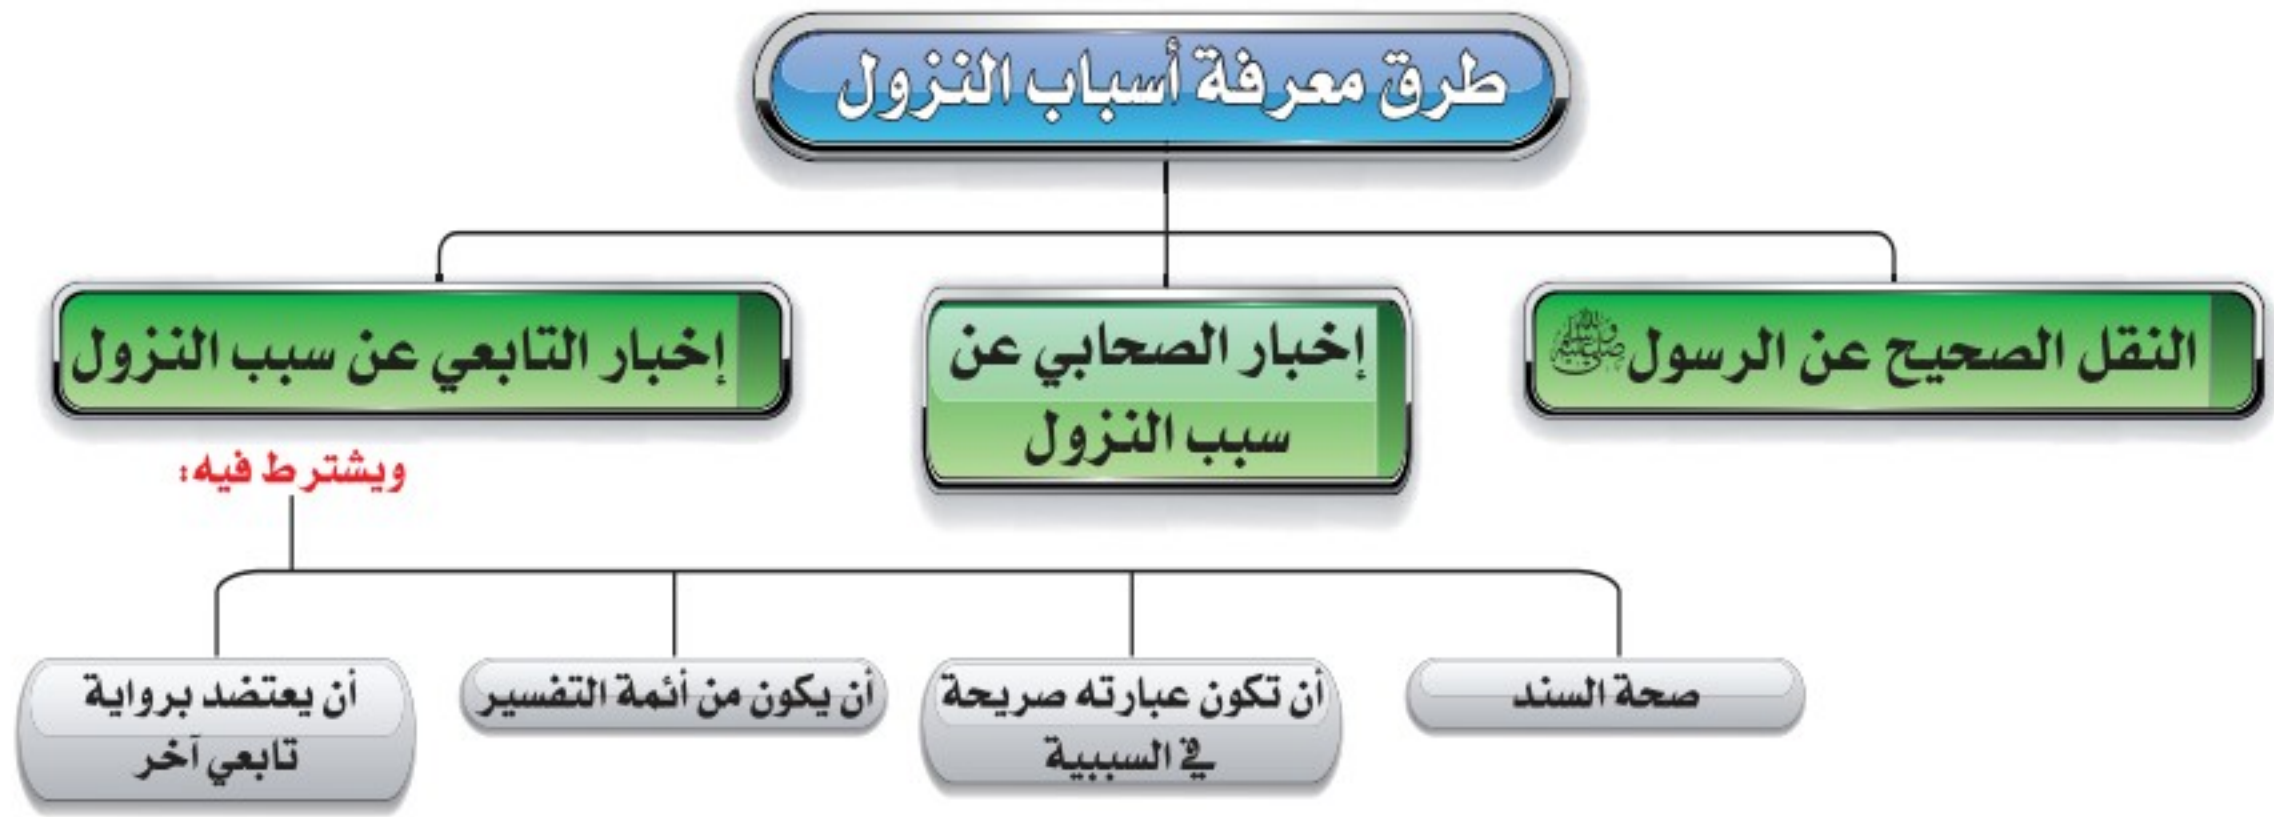 طرق معرفة أسباب النزول
النقل الصحيح عن الرسول ﷺ
إخبار الصحابي عن
سبب النزول
إخبار التابعي عن سبب النزول
ويشترط فيه:
صحة السند
أن تكون عبارته صريحة
في السببية
أن يكون من أئمة التفسير
أن يعتضد برواية
تابعي آخر